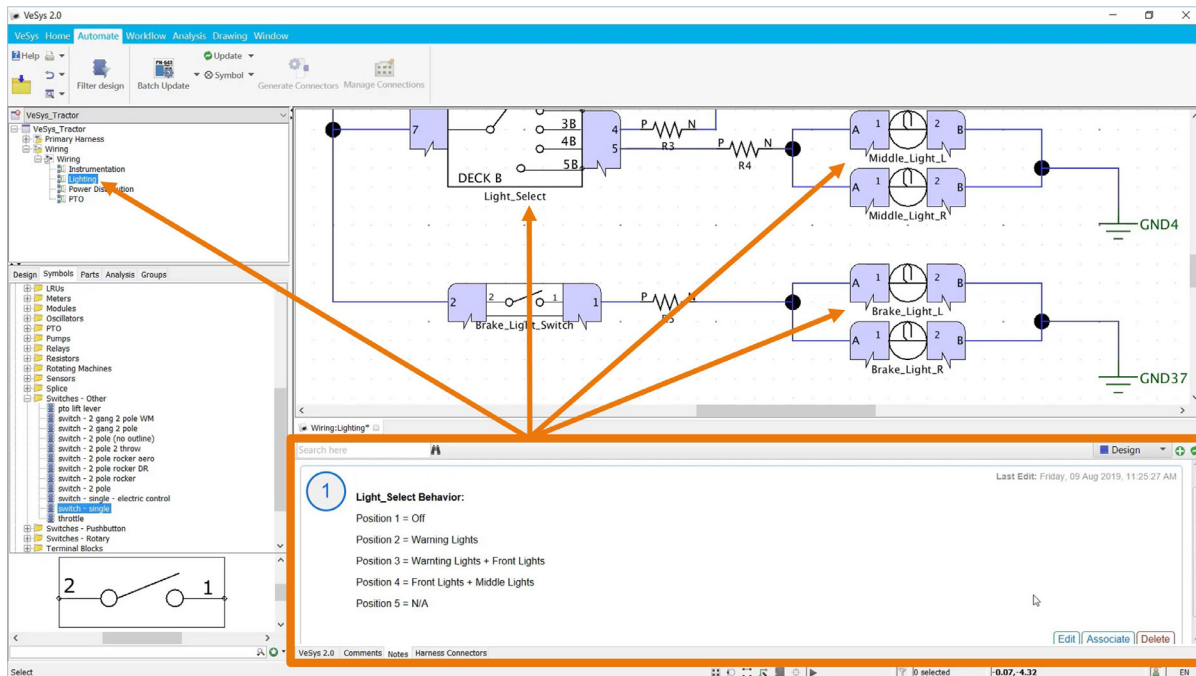 VeSys 2.0
VeSys Home Automate Workflow Analysis Drawing Window
Help
Filter design
Batch Update
Update
Symbol
Generate Connectors
Manage Connections
VeSys_Tractor
VeSys_Tractor
Primary Harness
Wiring
Wiring
Instrumentation
Lighting
Power Distribution
PTO
Design Symbols Parts Analysis Groups
LRUs
Meters
Modules
Oscillators
PTO
Pumps
Relays
Resistors
Rotating Machines
Sensors
Splice
Switches - Other
pto lift lever
switch - 2 gang 2 pole WM
switch - 2 gang 2 pole
switch - 2 pole (no outline)
switch - 2 pole 2 throw
switch - 2 pole rocker aero
switch - 2 pole rocker DR
switch - 2 pole rocker
switch - 2 pole
switch - single - electric control
switch - single
throttle
Switches - Pushbutton
Switches - Rotary
Terminal Blocks
2 1
7
3B
4B
5B
DECK B
Light_Select
4
5
P N
R3
P N
R4
A 1 2 B
Middle_Light_L
A 1 2 B
Middle_Light_R
GND4
2 2 1 1
Brake_Light_Switch
P N
R5
A 1 2 B
Brake_Light_L
A 1 2 B
Brake_Light_R
GND37
Wiring:Lighting*
Search here
Design
Last Edit: Friday, 09 Aug 2019, 11:25:27 AM
1
Light_Select Behavior:
Position 1 = Off
Position 2 = Warning Lights
Position 3 = Warnting Lights + Front Lights
Position 4 = Front Lights + Middle Lights
Position 5 = N/A
Edit Associate Delete
VeSys 2.0 Comments Notes Harness Connectors
Select
0 selected
-0.07,-4.32
EN